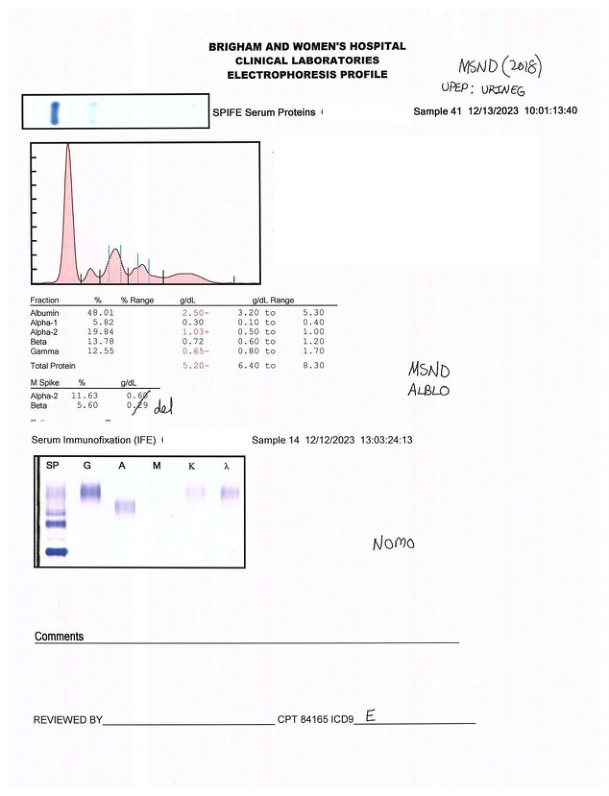 BRIGHAM AND WOMEN'S HOSPITAL
CLINICAL LABORATORIES
ELECTROPHORESIS PROFILE
MSND (2018)
UPEP: URINEG
SPIFE Serum Proteins (
Sample 41 12/13/2023 10:01:13:40
Fraction % % Range g/dL g/dL Range
Albumin 48.01 2.50- 3.20 to 5.30
Alpha-1 5.82 0.30 0.10 to 0.40
Alpha-2 19.84 1.03+ 0.50 to 1.00
Beta 13.78 0.72 0.60 to 1.20
Gamma 12.55 0.65- 0.80 to 1.70
Total Protein 5.20- 6.40 to 8.30
MSND
ALBLO
M Spike % g/dL
Alpha-2 11.63 0.60
Beta 5.60 0.29 del
Serum Immunofixation (IFE) (
Sample 14 12/12/2023 13:03:24:13
SP G A M K λ
NOMO
Comments
REVIEWED BY CPT 84165 ICD9 E